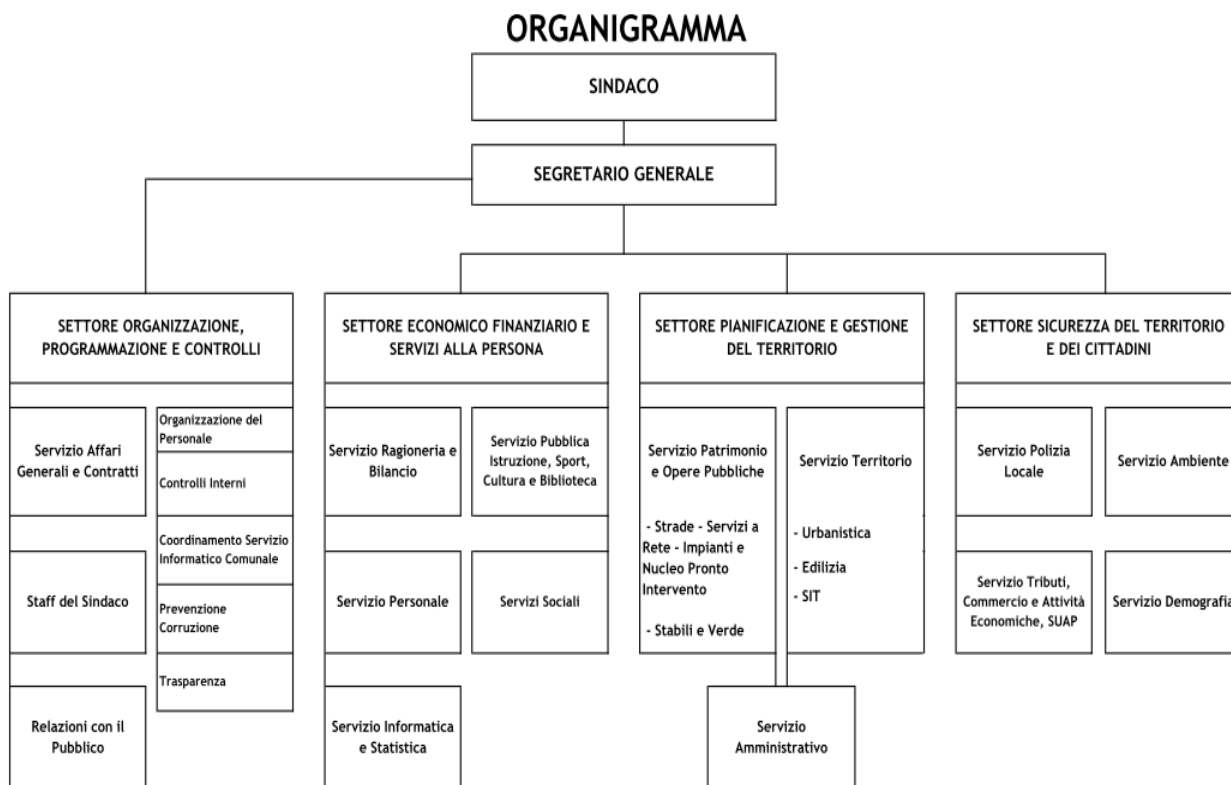 ORGANIGRAMMA
SINDACO
SEGRETARIO GENERALE
SETTORE ORGANIZZAZIONE,
PROGRAMMAZIONE E CONTROLLI
Servizio Affari
Generali e Contratti
Staff del Sindaco
Relazioni con il
Pubblico
Organizzazione del
Personale
Controlli Interni
Coordinamento Servizio
Informatico Comunale
Prevenzione
Corruzione
Trasparenza
SETTORE ECONOMICO FINANZIARIO E
SERVIZI ALLA PERSONA
Servizio Ragioneria e
Bilancio
Servizio Pubblica
Istruzione, Sport,
Cultura e Biblioteca
Servizio Personale
Servizi Sociali
Servizio Informatica
e Statistica
SETTORE PIANIFICAZIONE E GESTIONE
DEL TERRITORIO
Servizio Patrimonio
e Opere Pubbliche
- Strade - Servizi a
Rete - Impianti e
Nucleo Pronto
Intervento
- Stabili e Verde
Servizio Territorio
- Urbanistica
- Edilizia
- SIT
Servizio
Amministrativo
SETTORE SICUREZZA DEL TERRITORIO
E DEI CITTADINI
Servizio Polizia
Locale
Servizio Ambiente
Servizio Tributi,
Commercio e Attività
Economiche, SUAP
Servizio Demografia